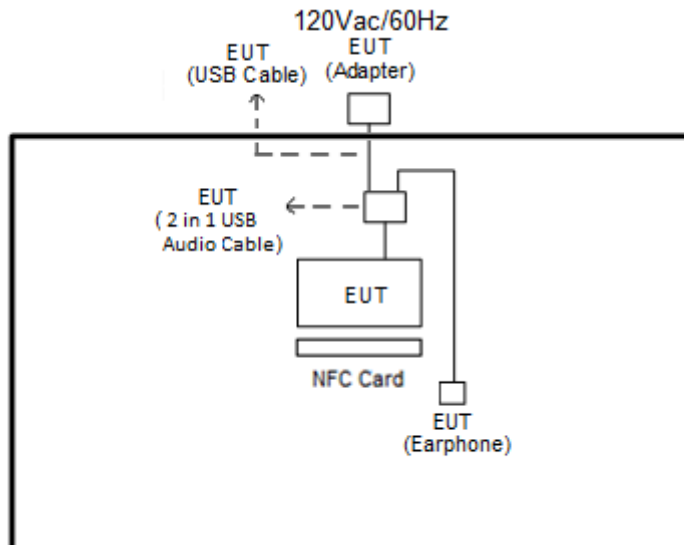 120Vac/60Hz
EUT
(Adapter)
EUT
(USB Cable)
EUT
( 2 in 1 USB
Audio Cable)
EUT
NFC Card
EUT
(Earphone)